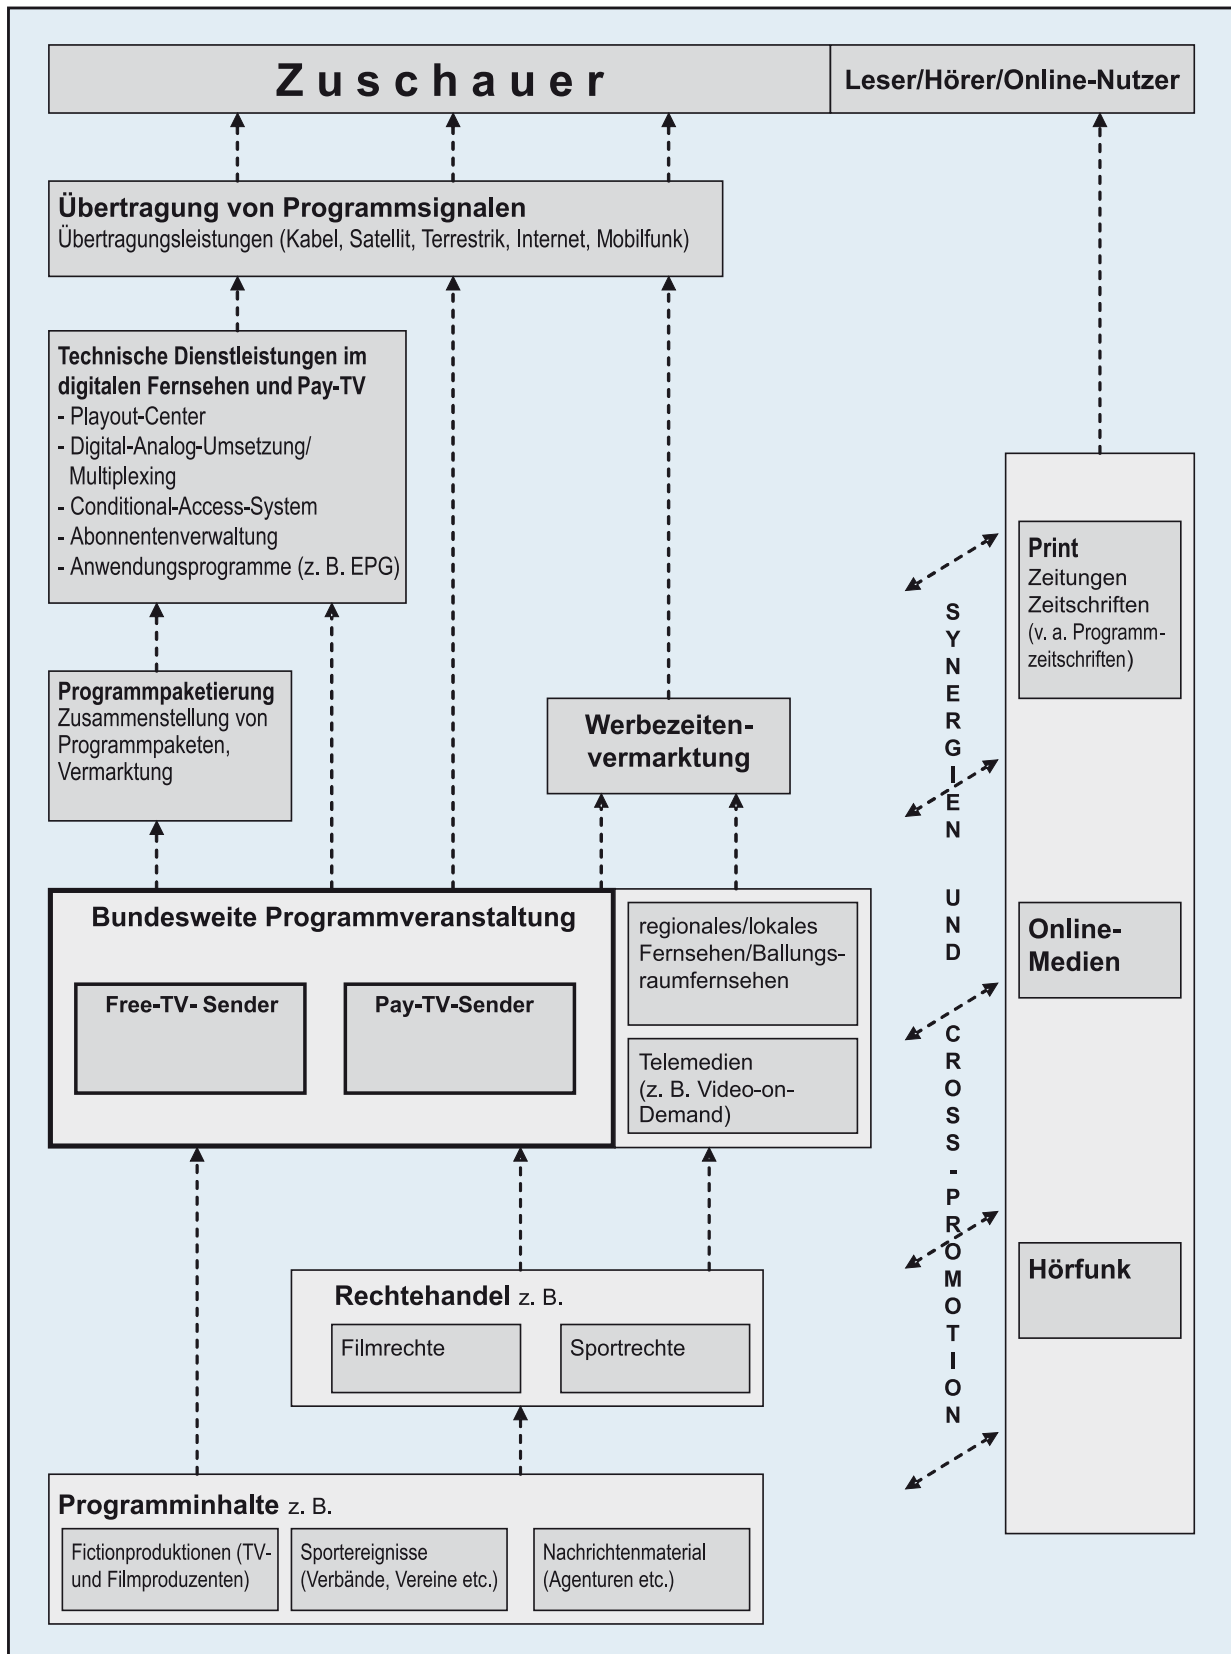 Zuschauer
Leser/Hörer/Online-Nutzer
Übertragung von Programmsignalen
Übertragungsleistungen (Kabel, Satellit, Terrestrik, Internet, Mobilfunk)
Technische Dienstleistungen im
digitalen Fernsehen und Pay-TV
- Playout-Center
- Digital-Analog-Umsetzung/
Multiplexing
- Conditional-Access-System
- Abonnentenverwaltung
- Anwendungsprogramme (z. B. EPG)
Programmpaketierung
Zusammenstellung von
Programmpaketen,
Vermarktung
Werbezeiten-
vermarktung
Bundesweite Programmveranstaltung
Free-TV- Sender
Pay-TV-Sender
regionales/lokales
Fernsehen/Ballungs-
raumfernsehen
Telemedien
(z. B. Video-on-
Demand)
Rechtehandel z. B.
Filmrechte
Sportrechte
Programminhalte z. B.
Fictionproduktionen (TV-
und Filmproduzenten)
Sportereignisse
(Verbände, Vereine etc.)
Nachrichtenmaterial
(Agenturen etc.)
SYNERGIEN UND CROSS-PROMOTION
Print
Zeitungen
Zeitschriften
(v. a. Programm-
zeitschriften)
Online-
Medien
Hörfunk